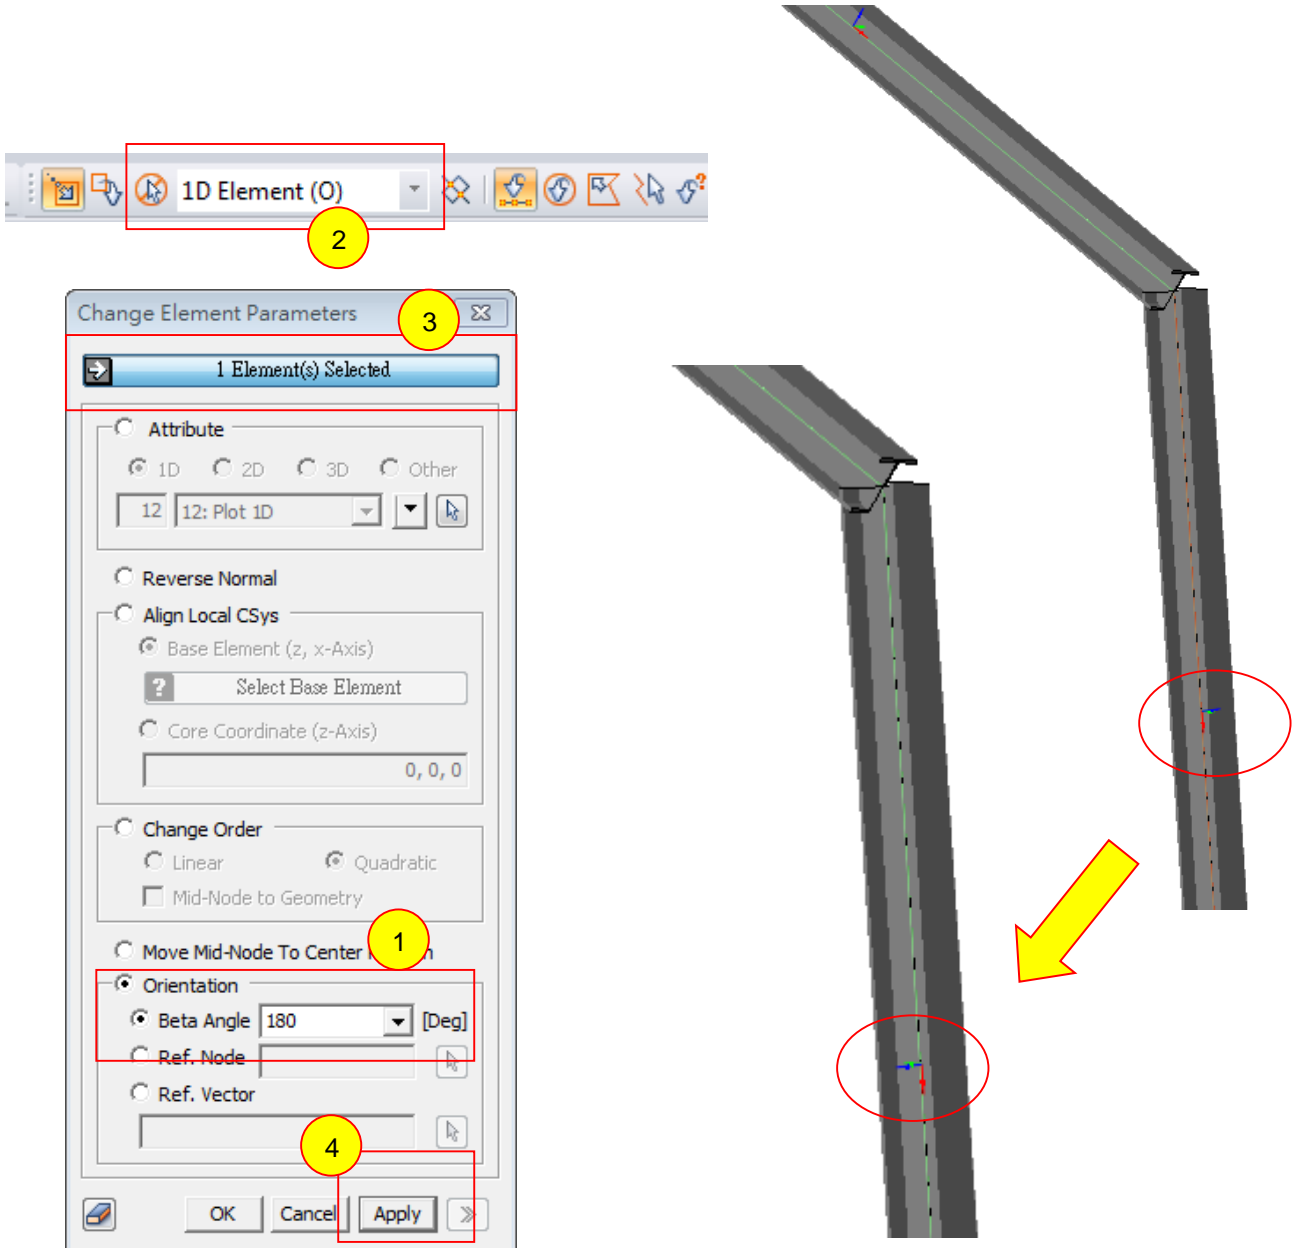 1D Element (O)
2
Change Element Parameters
3
1 Element(s) Selected
Attribute
1D 2D 3D Other
12 12: Plot 1D
Reverse Normal
Align Local CSys
Base Element (z, x-Axis)
? Select Base Element
Core Coordinate (z-Axis)
0, 0, 0
Change Order
Linear Quadratic
Mid-Node to Geometry
1
Move Mid-Node To Center
Orientation
Beta Angle 180 [Deg]
Ref. Node
Ref. Vector
4
OK Cancel Apply >>